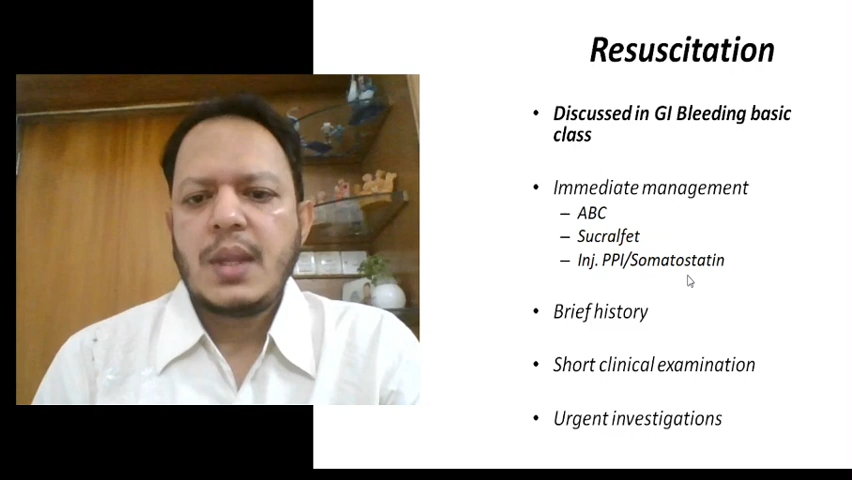 Resuscitation
• Discussed in GI Bleeding basic
class
• Immediate management
– ABC
– Sucralfet
– Inj. PPI/Somatostatin
• Brief history
• Short clinical examination
• Urgent investigations